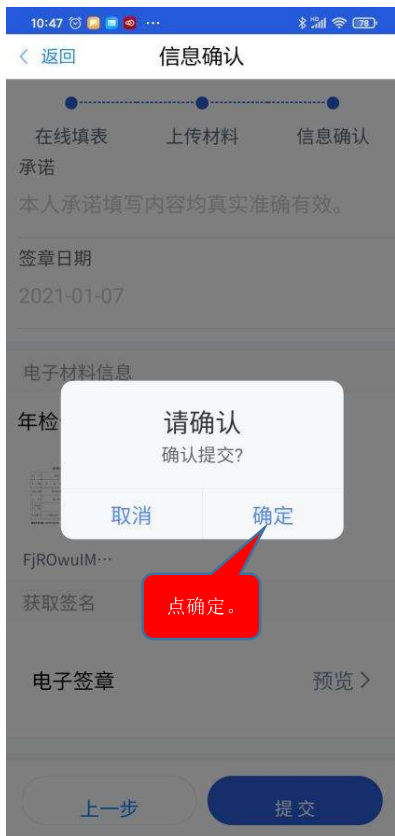 10:47 ... HD 78
返回 信息确认
在线填表 上传材料 信息确认
承诺
本人承诺填写内容均真实准确有效。
签章日期
2021-01-07
电子材料信息
年检
请确认
确认提交?
取消 确定
FjROwuIM...
点确定。
获取签名
电子签章 预览
上一步 提交